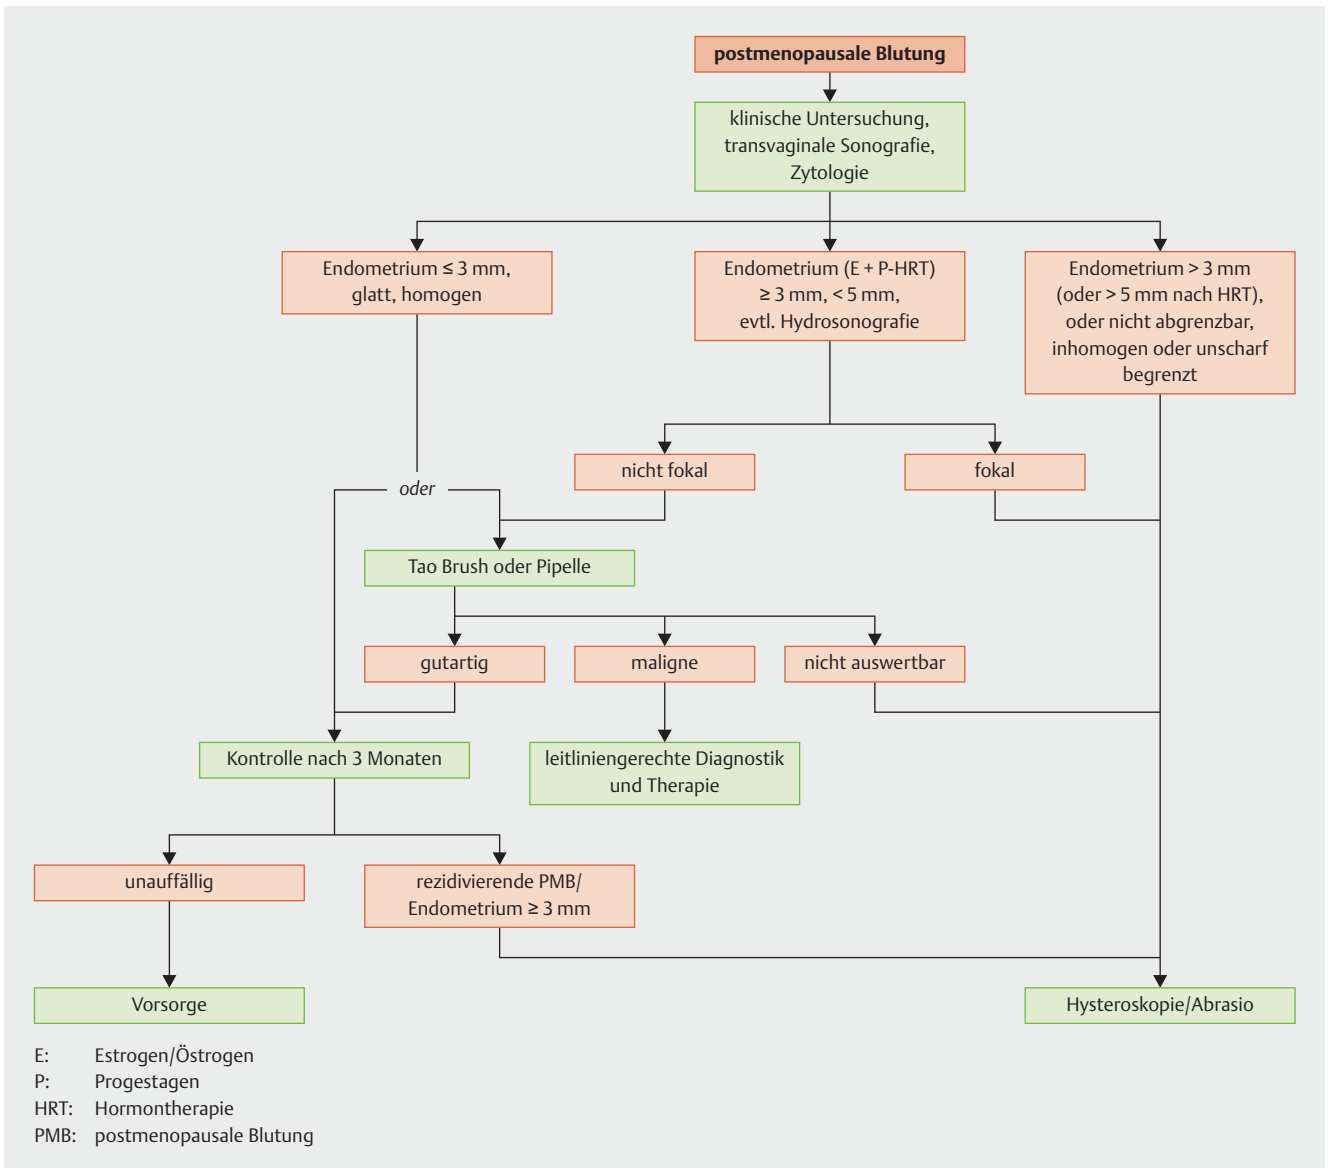 postmenopausale Blutung
klinische Untersuchung,
transvaginale Sonografie,
Zytologie
Endometrium ≤ 3 mm,
glatt, homogen
Endometrium (E + P-HRT)
≥ 3 mm, < 5 mm,
evtl. Hydrosonografie
Endometrium > 3 mm
(oder > 5 mm nach HRT),
oder nicht abgrenzbar,
inhomogen oder unscharf
begrenzt
nicht fokal
fokal
oder
Tao Brush oder Pipelle
gutartig
maligne
nicht auswertbar
Kontrolle nach 3 Monaten
leitliniengerechte Diagnostik
und Therapie
unauffällig
rezidivierende PMB/
Endometrium ≥ 3 mm
Vorsorge
Hysteroskopie/Abrasio
E: Estrogen/Östrogen
P: Progestagen
HRT: Hormontherapie
PMB: postmenopausale Blutung